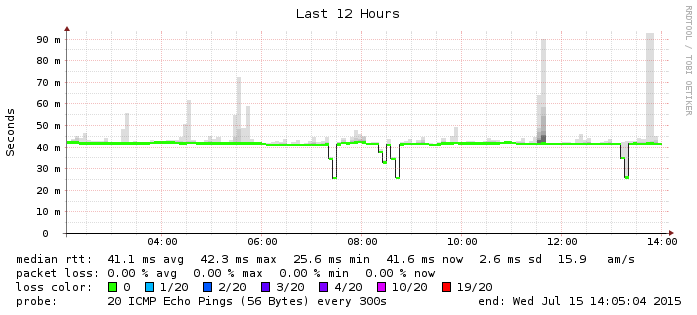 Last 12 Hours
RRDTOOL / TOBI OETIKER
Seconds
90 m
80 m
70 m
60 m
50 m
40 m
30 m
20 m
10 m
0
04:00 06:00 08:00 10:00 12:00 14:00
median rtt: 41.1 ms avg 42.3 ms max 25.6 ms min 41.6 ms now 2.6 ms sd 15.9 am/s
packet loss: 0.00 % avg 0.00 % max 0.00 % min 0.00 % now
loss color: 0 1/20 2/20 3/20 4/20 10/20 19/20
probe: 20 ICMP Echo Pings (56 Bytes) every 300s end: Wed Jul 15 14:05:04 2015